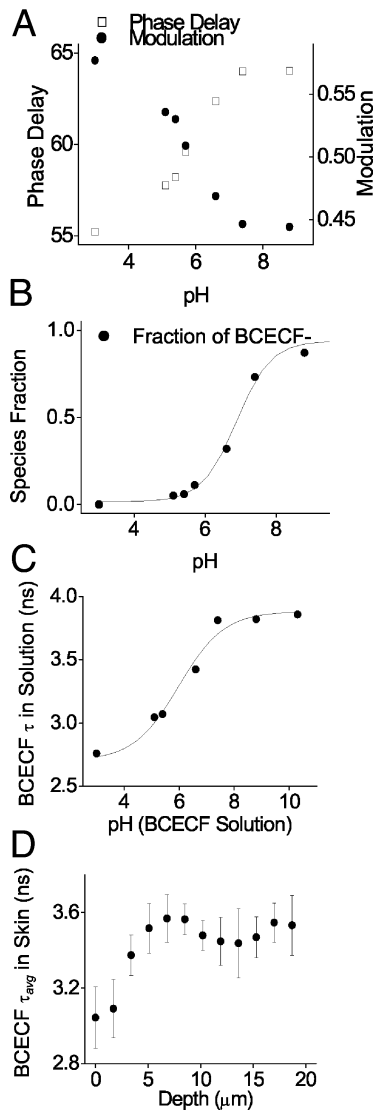 A
Phase Delay
Modulation
65
60
55
Phase Delay
0.55
0.50
0.45
Modulation
4 6 8
pH
B
1.0
0.5
0.0
Fraction of BCECF-
Species Fraction
4 6 8
pH
C
4.0
3.5
3.0
2.5
BCECF τ in Solution (ns)
4 6 8 10
pH (BCECF Solution)
D
3.6
3.2
2.8
BCECF τavg in Skin (ns)
0 5 10 15 20
Depth (μm)